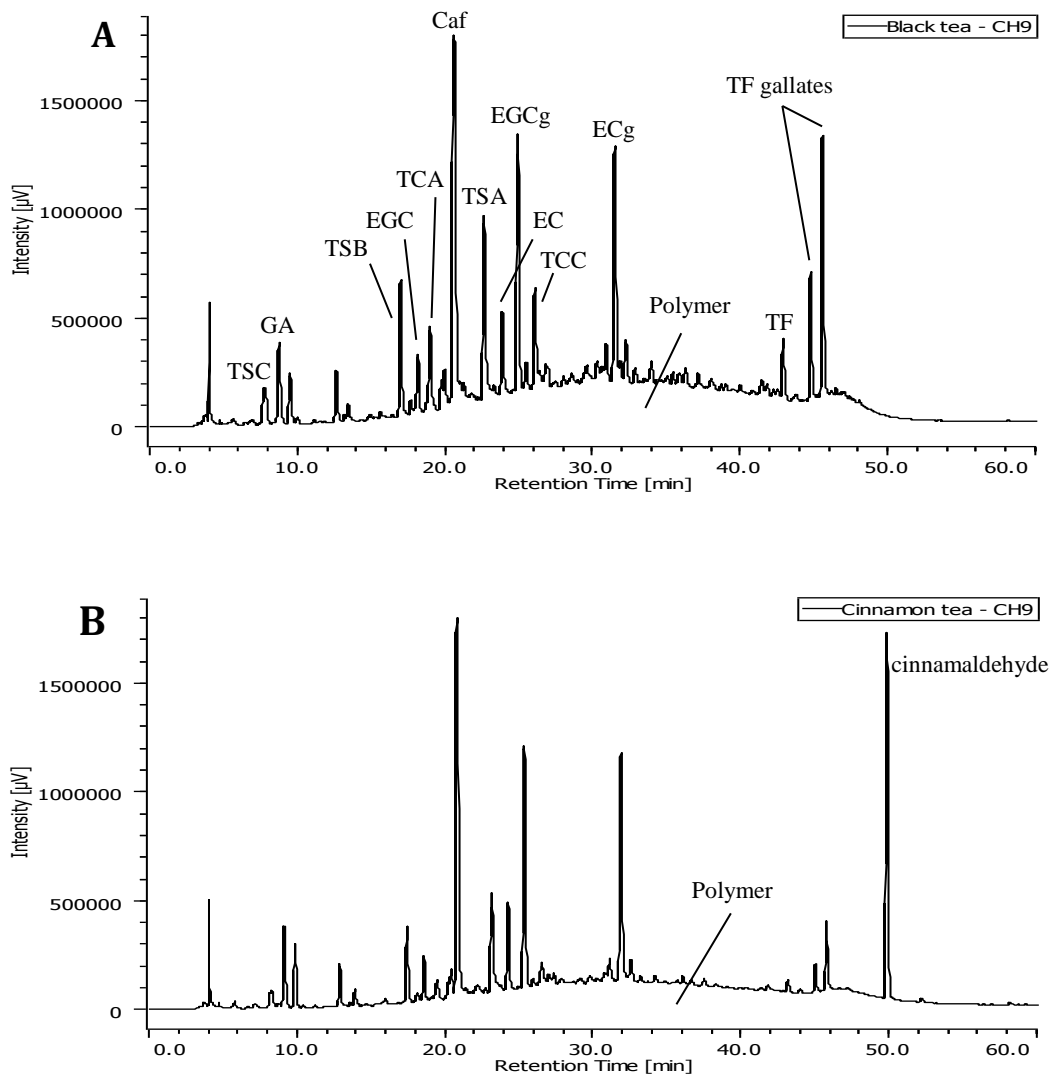 A
Caf
Black tea - CH9
TF gallates
EGCg
ECg
TCA
TSA
EGC
EC
TSB
TCC
Polymer
GA
TF
TSC
1500000
1000000
500000
0
Intensity [µV]
0.0 10.0 20.0 30.0 40.0 50.0 60.0
Retention Time [min]
B
Cinnamon tea - CH9
cinnamaldehyde
Polymer
1500000
1000000
500000
0
Intensity [µV]
0.0 10.0 20.0 30.0 40.0 50.0 60.0
Retention Time [min]